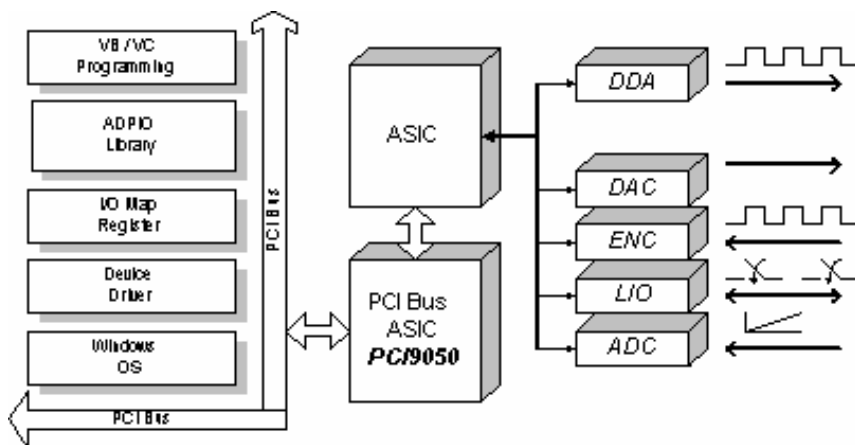 VB / VC
Programming
ADPIO
Library
I/O Map
Register
Device
Driver
Windows
OS
PCI Bus
PCI Bus
ASIC
PCI Bus
ASIC
PCI9050
DDA
DAC
ENC
LIO
ADC